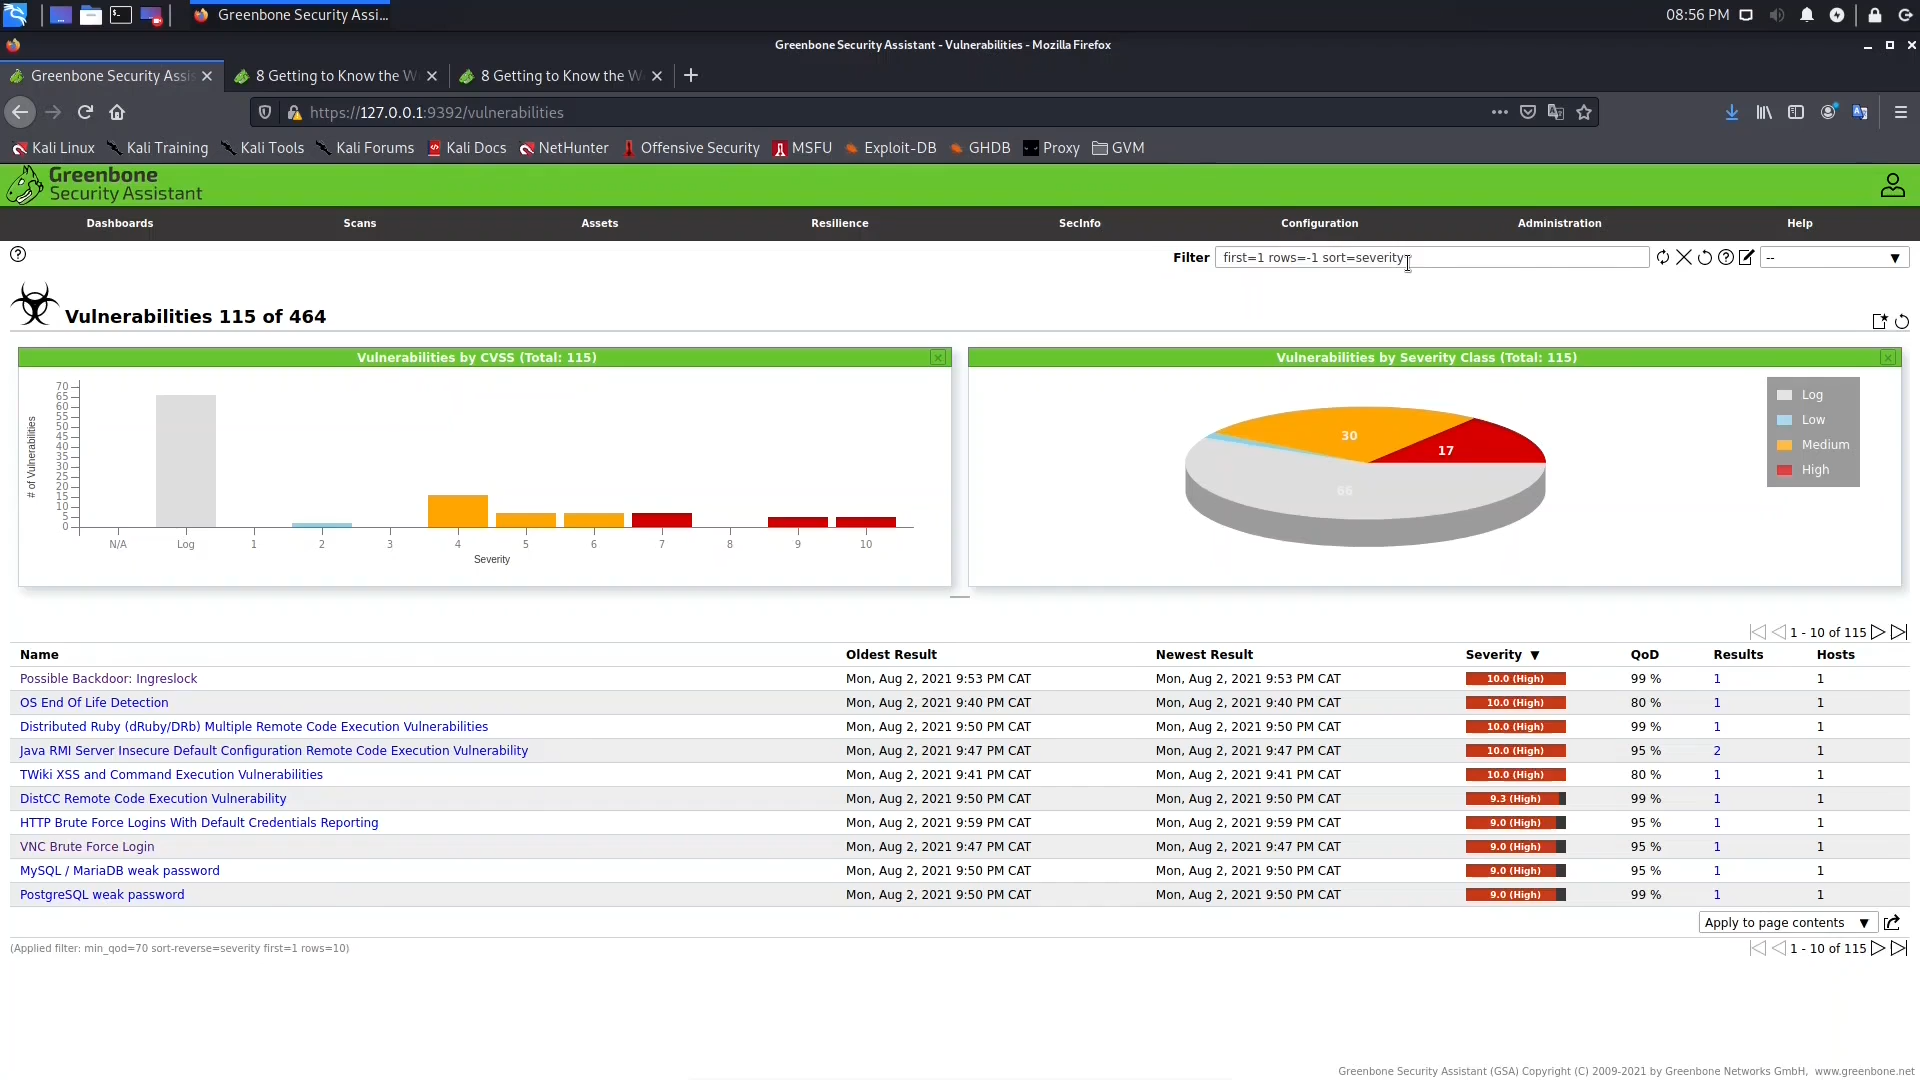 Greenbone Security Assi... 08:56 PM
Greenbone Security Assistant - Vulnerabilities - Mozilla Firefox
Greenbone Security Assis 8 Getting to Know the W 8 Getting to Know the W
https://127.0.0.1:9392/vulnerabilities
Kali Linux Kali Training Kali Tools Kali Forums Kali Docs NetHunter Offensive Security MSFU Exploit-DB GHDB Proxy GVM
Greenbone
Security Assistant
Dashboards Scans Assets Resilience SecInfo Configuration Administration Help
Filter first=1 rows=-1 sort=severity --
Vulnerabilities 115 of 464
Vulnerabilities by CVSS (Total: 115)
# of Vulnerabilities
70
65
60
55
50
45
40
35
30
25
20
15
10
5
0
N/A Log 1 2 3 4 5 6 7 8 9 10
Severity
Vulnerabilities by Severity Class (Total: 115)
30
17
66
Log
Low
Medium
High
1 - 10 of 115
Name Oldest Result Newest Result Severity ▼ QoD Results Hosts
Possible Backdoor: Ingreslock Mon, Aug 2, 2021 9:53 PM CAT Mon, Aug 2, 2021 9:53 PM CAT 10.0 (High) 99 % 1 1
OS End Of Life Detection Mon, Aug 2, 2021 9:40 PM CAT Mon, Aug 2, 2021 9:40 PM CAT 10.0 (High) 80 % 1 1
Distributed Ruby (dRuby/DRb) Multiple Remote Code Execution Vulnerabilities Mon, Aug 2, 2021 9:50 PM CAT Mon, Aug 2, 2021 9:50 PM CAT 10.0 (High) 99 % 1 1
Java RMI Server Insecure Default Configuration Remote Code Execution Vulnerability Mon, Aug 2, 2021 9:47 PM CAT Mon, Aug 2, 2021 9:47 PM CAT 10.0 (High) 95 % 2 1
TWiki XSS and Command Execution Vulnerabilities Mon, Aug 2, 2021 9:41 PM CAT Mon, Aug 2, 2021 9:41 PM CAT 10.0 (High) 80 % 1 1
DistCC Remote Code Execution Vulnerability Mon, Aug 2, 2021 9:50 PM CAT Mon, Aug 2, 2021 9:50 PM CAT 9.3 (High) 99 % 1 1
HTTP Brute Force Logins With Default Credentials Reporting Mon, Aug 2, 2021 9:59 PM CAT Mon, Aug 2, 2021 9:59 PM CAT 9.0 (High) 95 % 1 1
VNC Brute Force Login Mon, Aug 2, 2021 9:47 PM CAT Mon, Aug 2, 2021 9:47 PM CAT 9.0 (High) 95 % 1 1
MySQL / MariaDB weak password Mon, Aug 2, 2021 9:50 PM CAT Mon, Aug 2, 2021 9:50 PM CAT 9.0 (High) 95 % 1 1
PostgreSQL weak password Mon, Aug 2, 2021 9:50 PM CAT Mon, Aug 2, 2021 9:50 PM CAT 9.0 (High) 99 % 1 1
Apply to page contents ▼
(Applied filter: min_qod=70 sort-reverse=severity first=1 rows=10) 1 - 10 of 115
Greenbone Security Assistant (GSA) Copyright (C) 2009-2021 by Greenbone Networks GmbH, www.greenbone.net